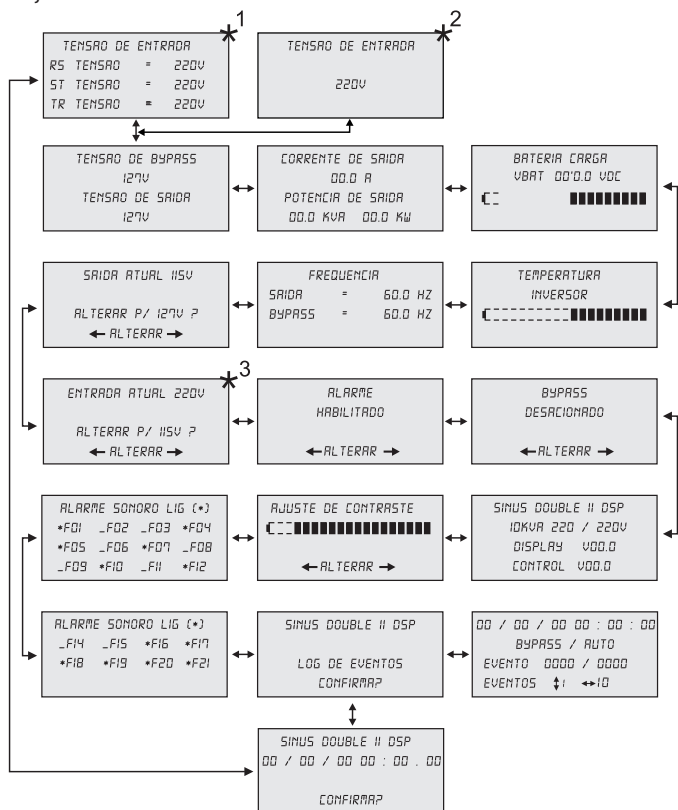 *1
TENSAO DE ENTRADA
RS TENSAO = 220V
ST TENSAO = 220V
TR TENSAO = 220V
*2
TENSAO DE ENTRADA
220V
TENSAO DE BYPASS
127V
TENSAO DE SAIDA
127V
CORRENTE DE SAIDA
00.0 A
POTENCIA DE SAIDA
00.0 KVA 00.0 KW
BATERIA CARGA
VBAT 00'0.0 VDC
SAIDA ATUAL 115V
ALTERAR P/ 127V ?
← ALTERAR →
FREQUENCIA
SAIDA = 60.0 HZ
BYPASS = 60.0 HZ
TEMPERATURA
INVERSOR
*3
ENTRADA ATUAL 220V
ALTERAR P/ 115V ?
← ALTERAR →
ALARME
HABILITADO
← ALTERAR →
BYPASS
DESACIONADO
← ALTERAR →
ALARME SONORO LIG (*)
*F01 _F02 _F03 *F04
*F05 _F06 *F07 _F08
_F09 *F10 _F11 *F12
AJUSTE DE CONTRASTE
← ALTERAR →
SINUS DOUBLE II DSP
10KVA 220 / 220V
DISPLAY V00.0
CONTROL V00.0
ALARME SONORO LIG (*)
_F14 _F15 *F16 *F17
*F18 *F19 *F20 *F21
SINUS DOUBLE II DSP
LOG DE EVENTOS
CONFIRMA?
00 / 00 / 00 00 : 00 : 00
BYPASS / AUTO
EVENTO 0000 / 0000
EVENTOS ↕1 ↔10
SINUS DOUBLE II DSP
00 / 00 / 00 00 : 00 . 00
CONFIRMA?